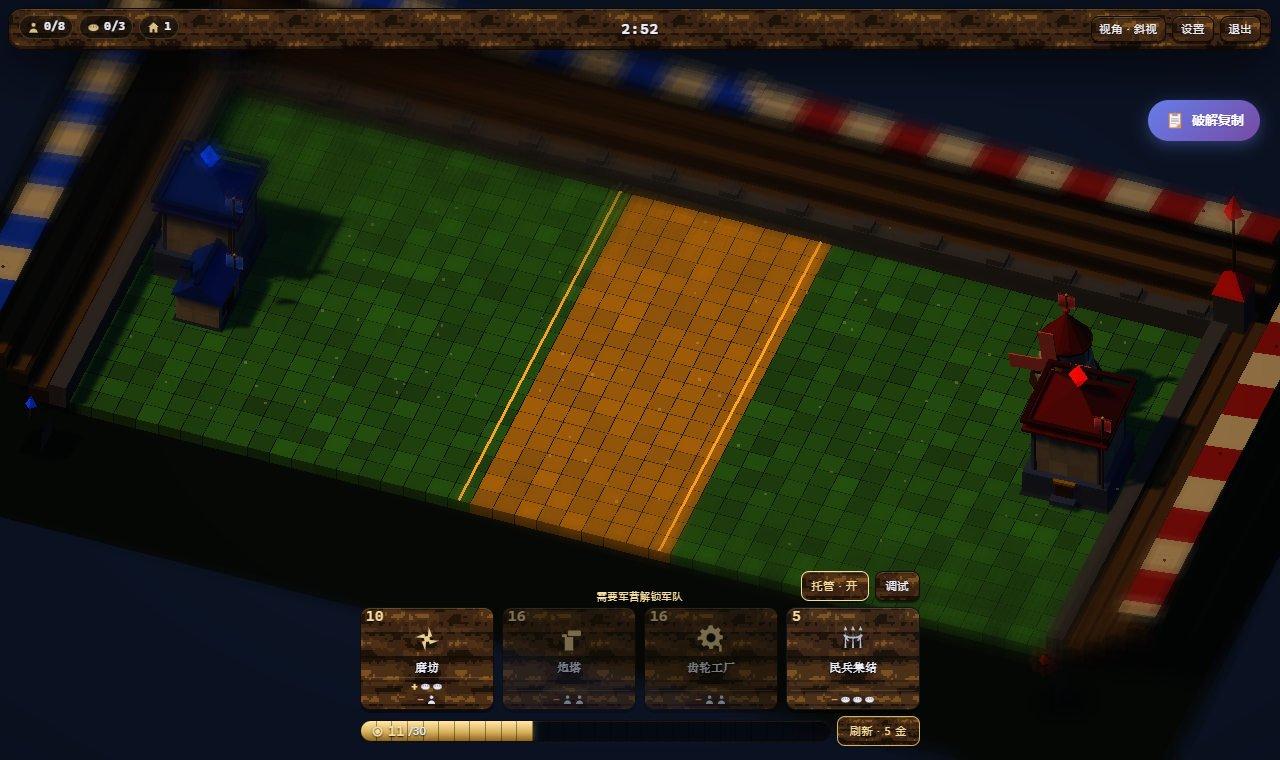 0/8 0/3 1
2:52
视角 · 斜视 设置 退出
📋 破解复制
托管 · 开 调试
需要军营解锁军队
10 16 16 5
磨坊 炮塔 齿轮工厂 民兵集结
+ − − − −
11 /30
刷新 · 5 金